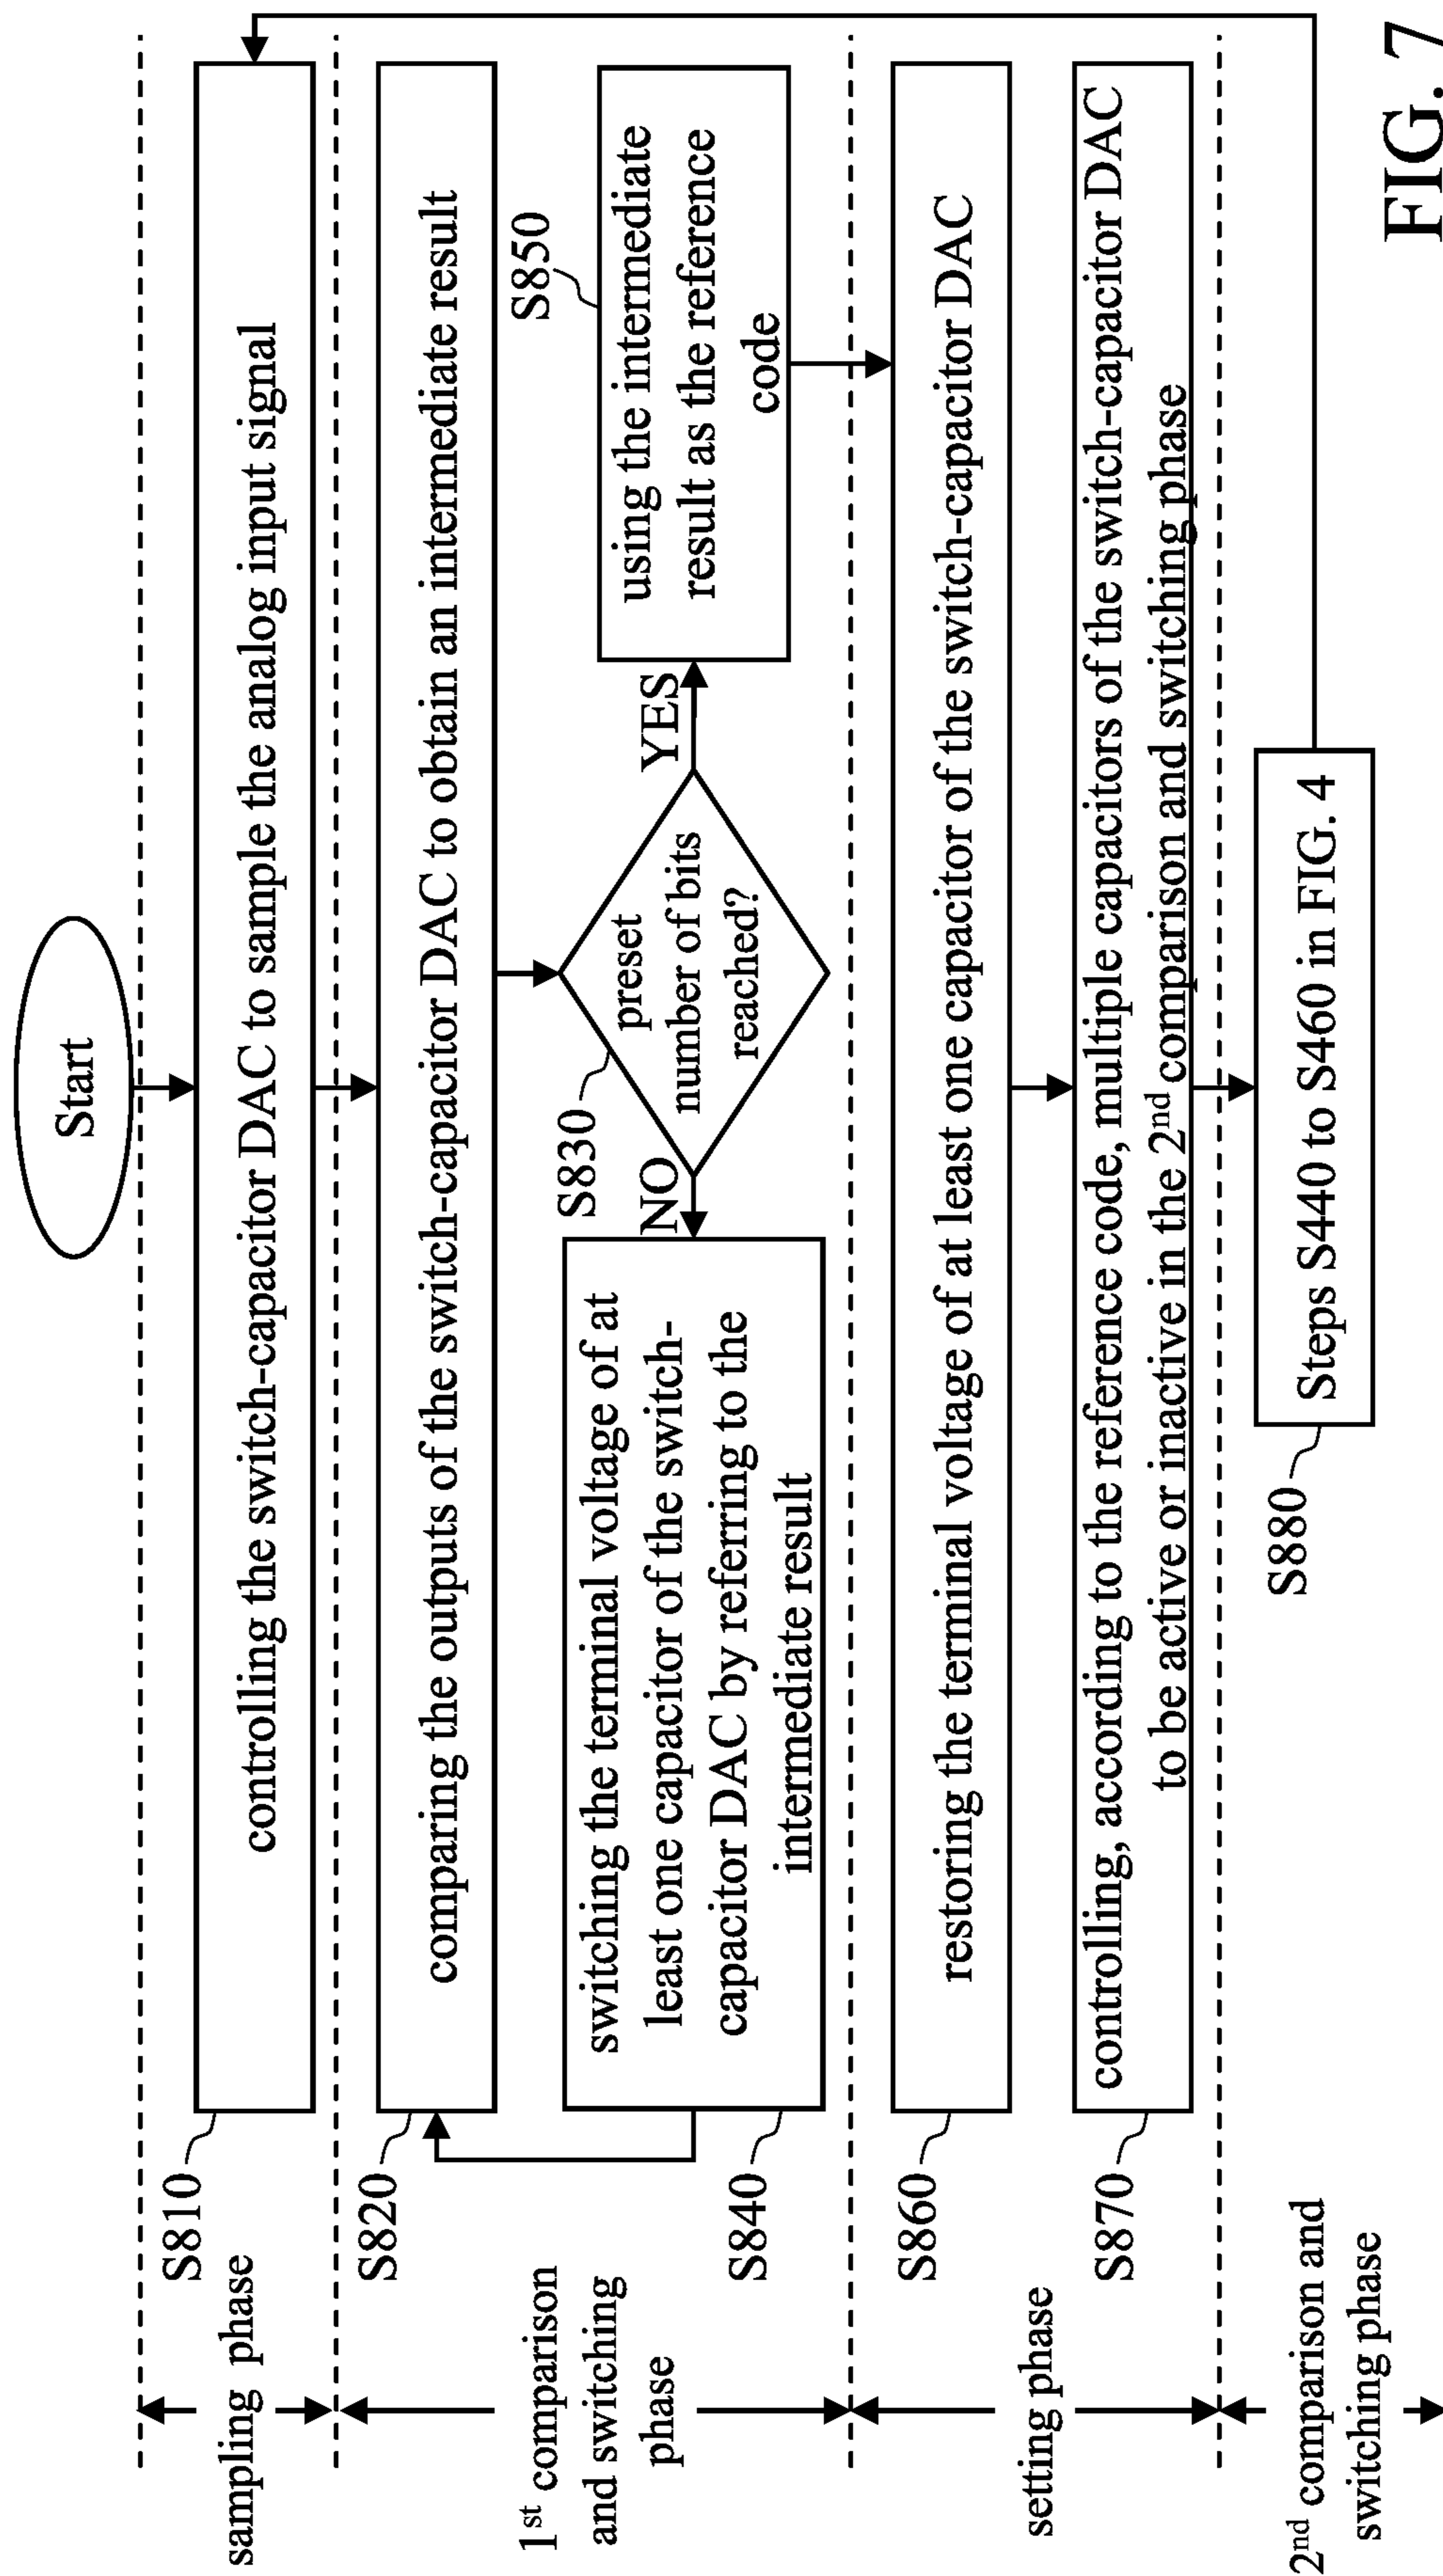 Start
sampling phase
S810
controlling the switch-capacitor DAC to sample the analog input signal
1st comparison
and switching
phase
S820
comparing the outputs of the switch-capacitor DAC to obtain an intermediate result
S830
preset
number of bits
reached?
NO
YES
S840
switching the terminal voltage of at
least one capacitor of the switch-
capacitor DAC by referring to the
intermediate result
S850
using the intermediate
result as the reference
code
setting phase
S860
restoring the terminal voltage of at least one capacitor of the switch-capacitor DAC
S870
controlling, according to the reference code, multiple capacitors of the switch-capacitor DAC
to be active or inactive in the 2nd comparison and switching phase
2nd comparison and
switching phase
S880
Steps S440 to S460 in FIG. 4
FIG. 7